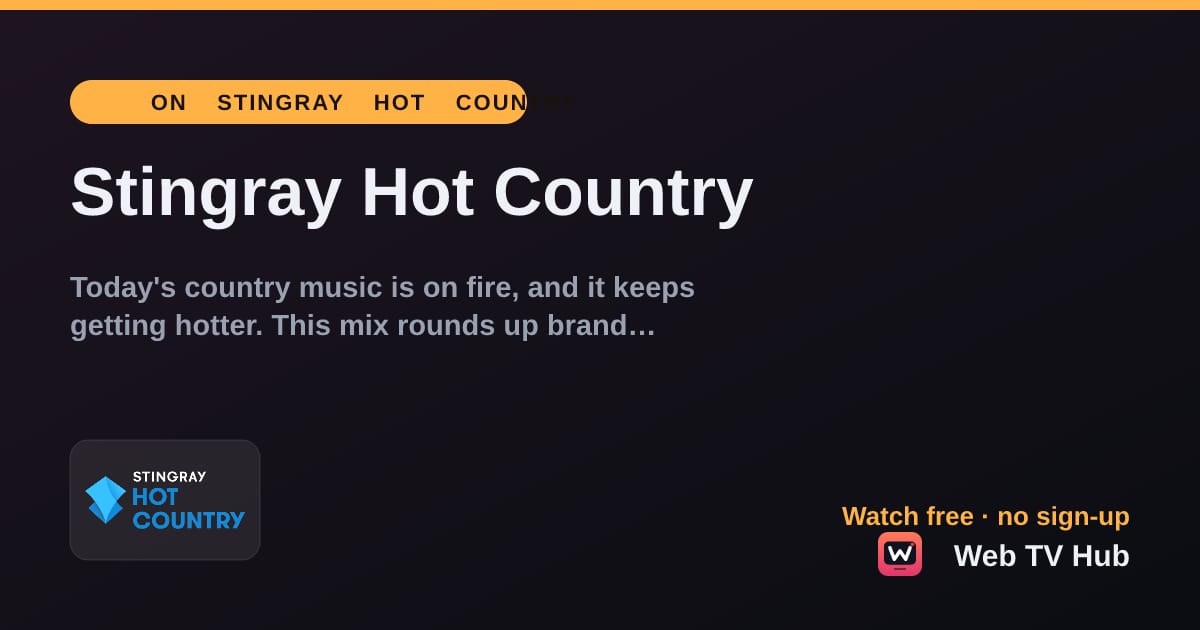 ON STINGRAY HOT COUNTRY
Stingray Hot Country
Today's country music is on fire, and it keeps
getting hotter. This mix rounds up brand…
STINGRAY
HOT
COUNTRY
Watch free · no sign-up
W
Web TV Hub